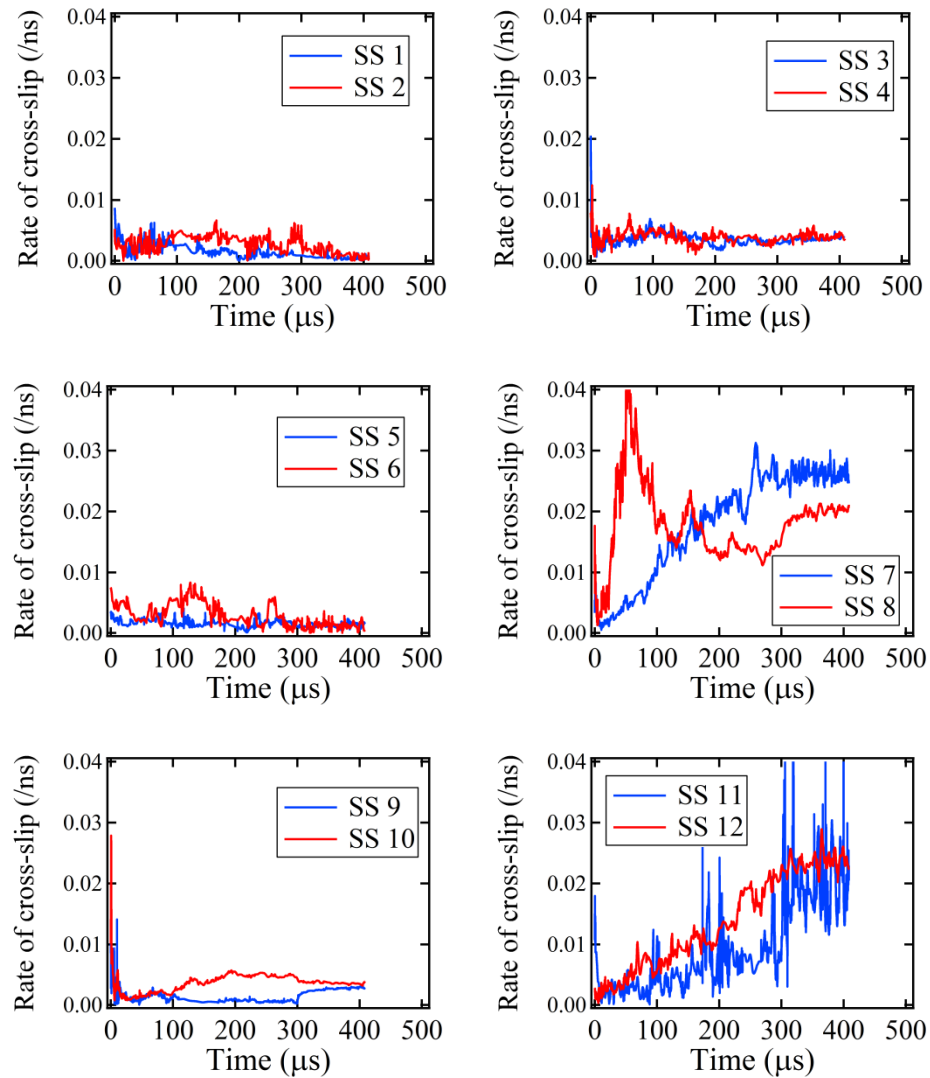 Rate of cross-slip (/ns)
0.04
0.03
0.02
0.01
0.00
SS 1
SS 2
0 100 200 300 400 500
Time (μs)
Rate of cross-slip (/ns)
0.04
0.03
0.02
0.01
0.00
SS 3
SS 4
0 100 200 300 400 500
Time (μs)
Rate of cross-slip (/ns)
0.04
0.03
0.02
0.01
0.00
SS 5
SS 6
0 100 200 300 400 500
Time (μs)
Rate of cross-slip (/ns)
0.04
0.03
0.02
0.01
0.00
SS 7
SS 8
0 100 200 300 400 500
Time (μs)
Rate of cross-slip (/ns)
0.04
0.03
0.02
0.01
0.00
SS 9
SS 10
0 100 200 300 400 500
Time (μs)
Rate of cross-slip (/ns)
0.04
0.03
0.02
0.01
0.00
SS 11
SS 12
0 100 200 300 400 500
Time (μs)